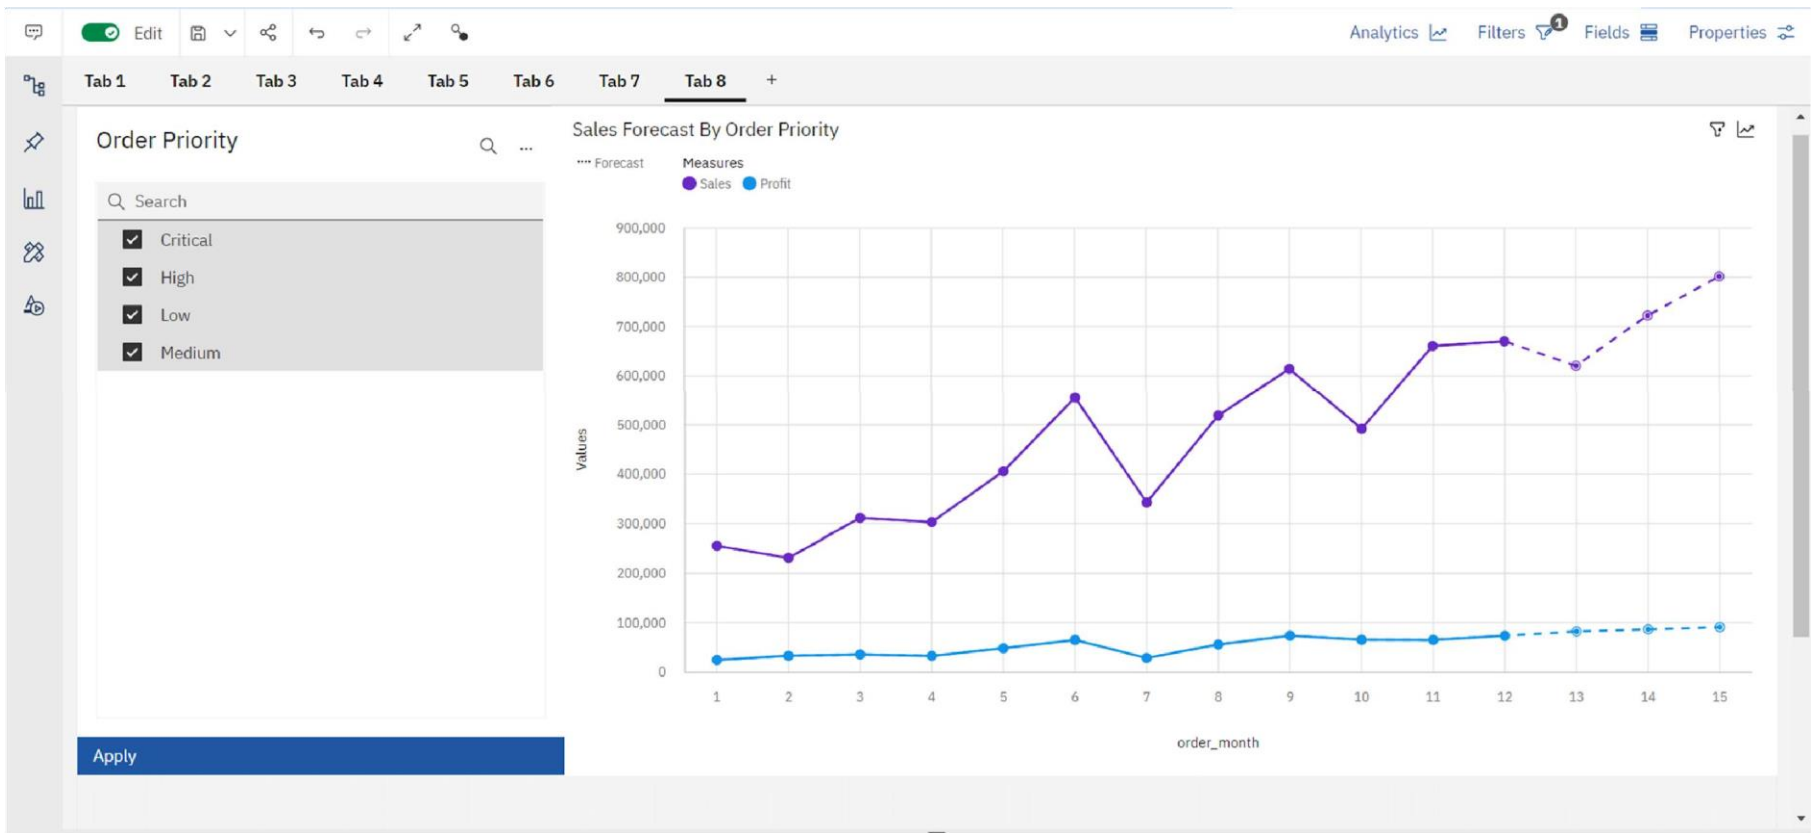 Edit
Analytics
Filters 1
Fields
Properties
Tab 1 Tab 2 Tab 3 Tab 4 Tab 5 Tab 6 Tab 7 Tab 8 +
Order Priority
...
Search
Critical
High
Low
Medium
Apply
Sales Forecast By Order Priority
Forecast
Measures
Sales Profit
Values
900,000
800,000
700,000
600,000
500,000
400,000
300,000
200,000
100,000
0
1 2 3 4 5 6 7 8 9 10 11 12 13 14 15
order_month